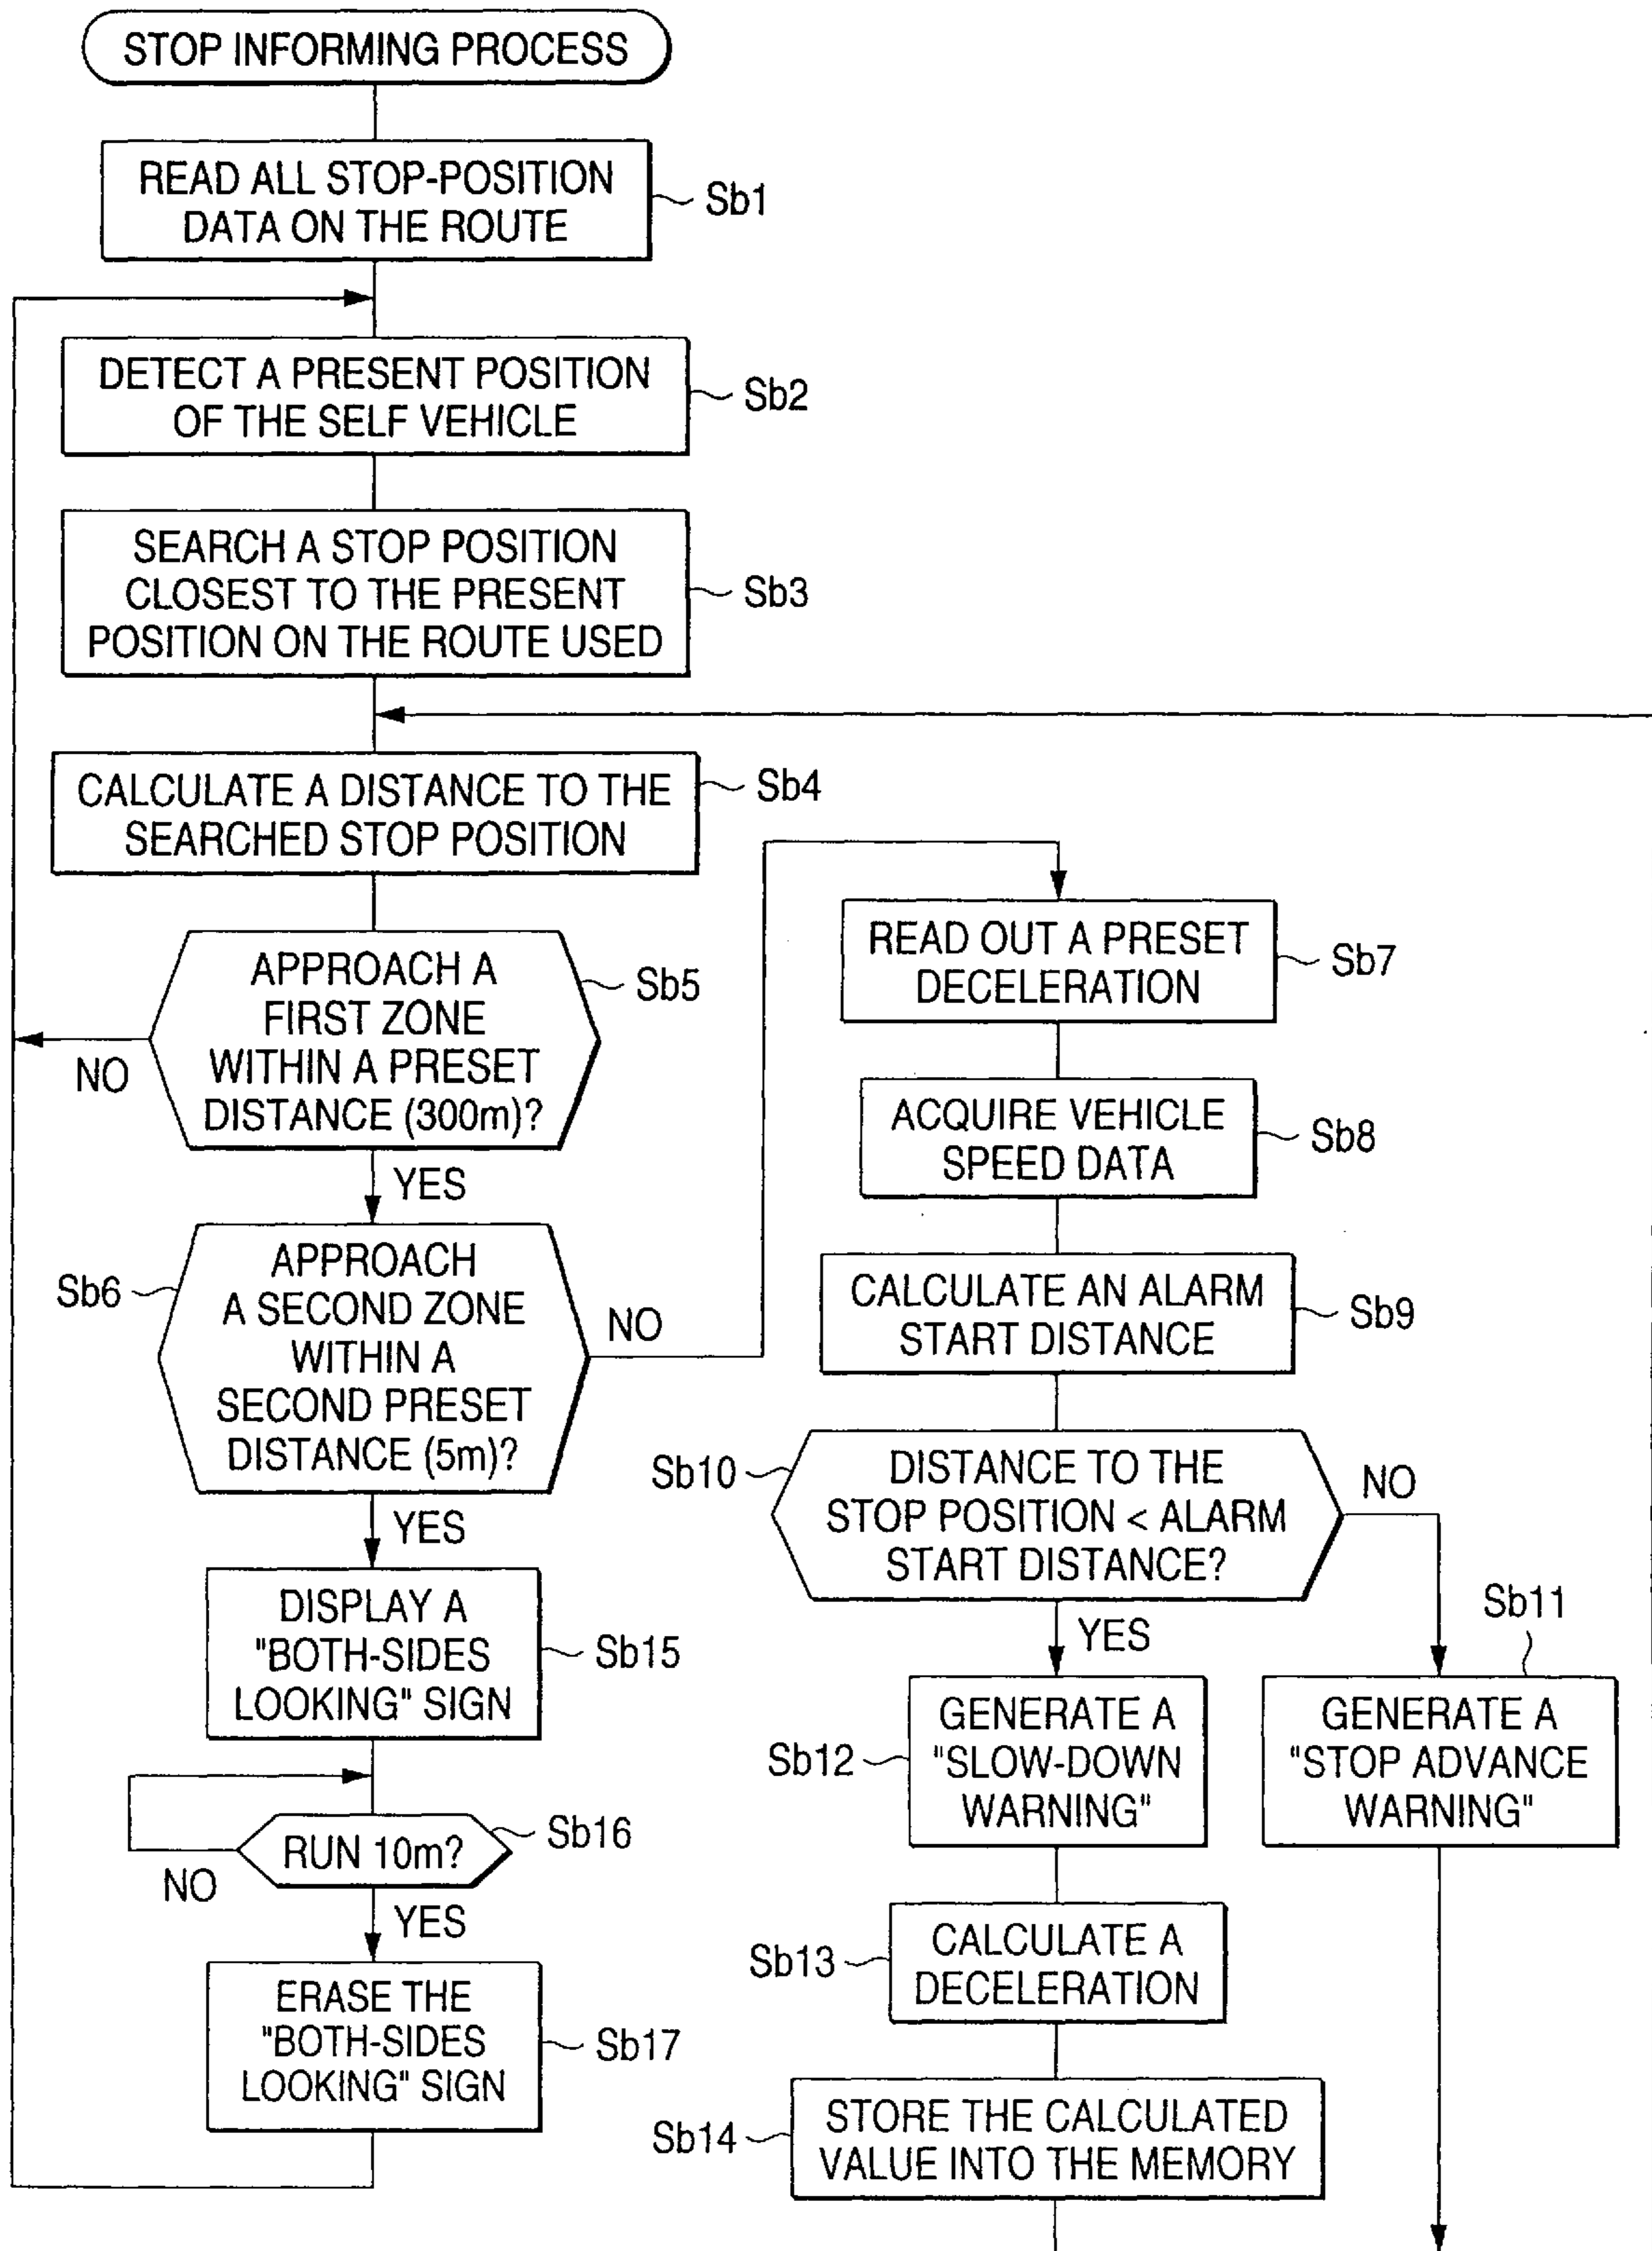 STOP INFORMING PROCESS
READ ALL STOP-POSITION
DATA ON THE ROUTE
Sb1
DETECT A PRESENT POSITION
OF THE SELF VEHICLE
Sb2
SEARCH A STOP POSITION
CLOSEST TO THE PRESENT
POSITION ON THE ROUTE USED
Sb3
CALCULATE A DISTANCE TO THE
SEARCHED STOP POSITION
Sb4
APPROACH A
FIRST ZONE
WITHIN A PRESET
DISTANCE (300m)?
Sb5
NO
YES
APPROACH
A SECOND ZONE
WITHIN A
SECOND PRESET
DISTANCE (5m)?
Sb6
NO
YES
DISPLAY A
"BOTH-SIDES
LOOKING" SIGN
Sb15
RUN 10m?
Sb16
NO
YES
ERASE THE
"BOTH-SIDES
LOOKING" SIGN
Sb17
READ OUT A PRESET
DECELERATION
Sb7
ACQUIRE VEHICLE
SPEED DATA
Sb8
CALCULATE AN ALARM
START DISTANCE
Sb9
DISTANCE TO THE
STOP POSITION < ALARM
START DISTANCE?
Sb10
NO
YES
Sb11
GENERATE A
"STOP ADVANCE
WARNING"
GENERATE A
"SLOW-DOWN
WARNING"
Sb12
CALCULATE A
DECELERATION
Sb13
STORE THE CALCULATED
VALUE INTO THE MEMORY
Sb14